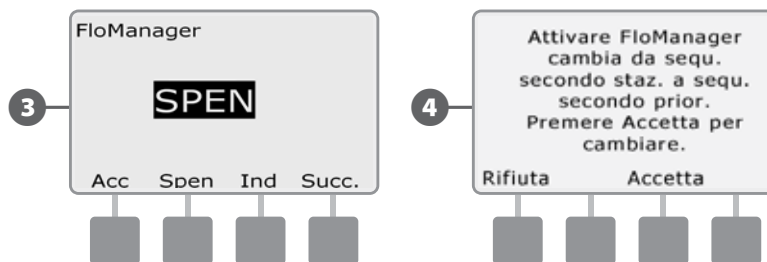 3
FloManager
SPEN
Acc Spen Ind Succ.
4
Attivare FloManager
cambia da sequ.
secondo staz. a sequ.
secondo prior.
Premere Accetta per
cambiare.
Rifiuta Accetta